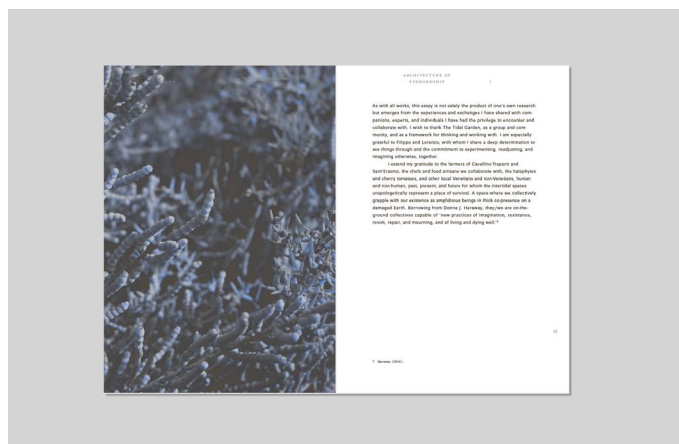 ARCHITECTURE OF
STEWARDSHIP
As with all works, this essay is not solely the product of one's own research
but emerges from the experiences and exchanges I have shared with com-
panions, experts, and individuals I have had the privilege to encounter and
collaborate with. I wish to thank The Tidal Garden, as a group and com-
munity, and as a framework for thinking and working with. I am especially
grateful to Filippo and Lorenzo, with whom I share a deep determination to
see things through and the commitment to experimenting, readjusting, and
imagining otherwise, together.
I extend my gratitude to the farmers of Cavallino-Treporti and
Sant'Erasmo, the chefs and food artisans we collaborate with, the halophytes
and cherry tomatoes, and other local Venetians and non-Venetians, human
and non-human, past, present, and future for whom the intertidal spaces
unapologetically represent a place of survival. A space where we collectively
grapple with our existence as amphibious beings in thick co-presence on a
damaged Earth. Borrowing from Donna J. Haraway, they/we are on-the-
ground collectives capable of 'new practices of imagination, resistance,
revolt, repair, and mourning, and of living and dying well.'
Haraway (2016).